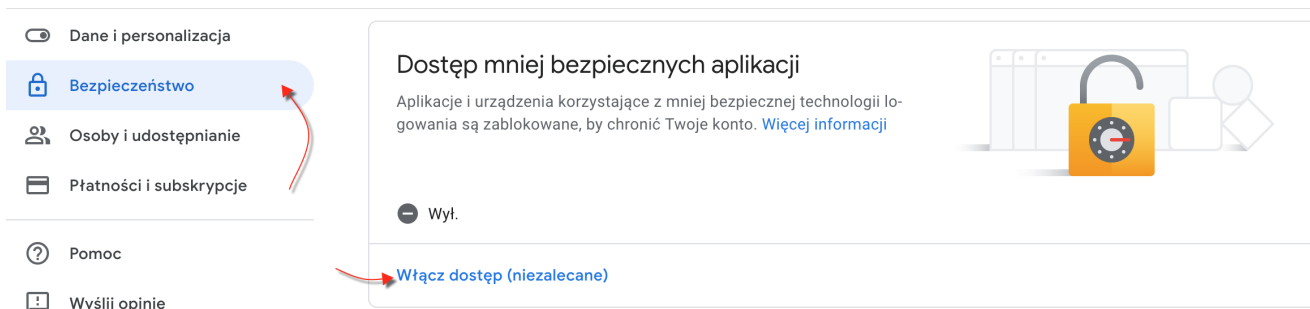 Dane i personalizacja
Bezpieczeństwo
Osoby i udostępnianie
Płatności i subskrypcje
Pomoc
Wyślij opinie
Dostęp mniej bezpiecznych aplikacji
Aplikacje i urządzenia korzystające z mniej bezpiecznej technologii lo-
gowania są zablokowane, by chronić Twoje konto. Więcej informacji
Wył.
Włącz dostęp (niezalecane)